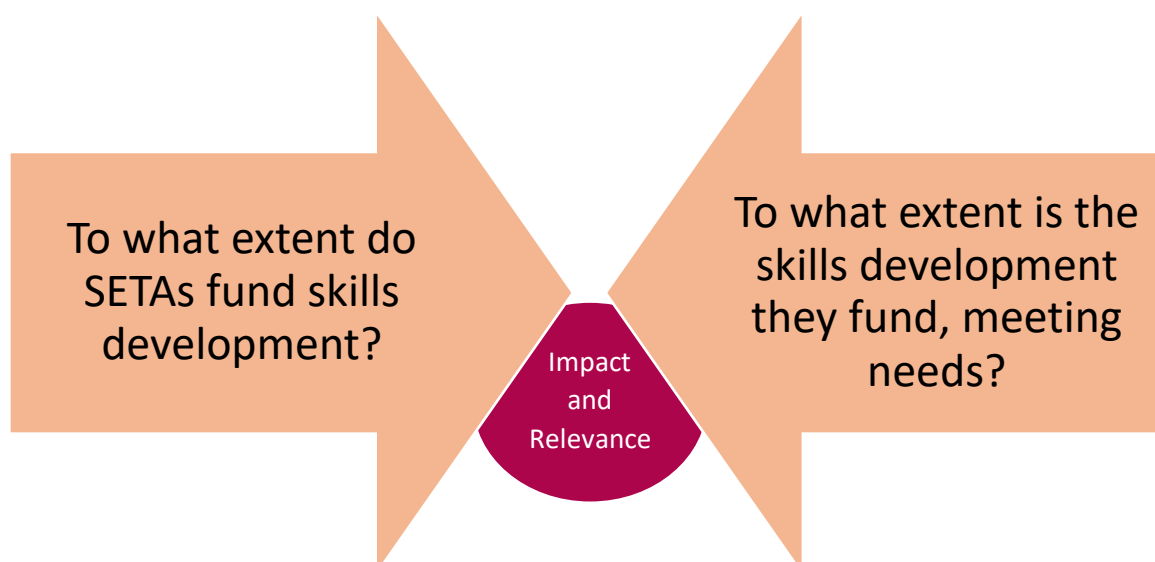 To what extent do
SETAs fund skills
development?
To what extent is the
skills development
they fund, meeting
needs?
Impact
and
Relevance